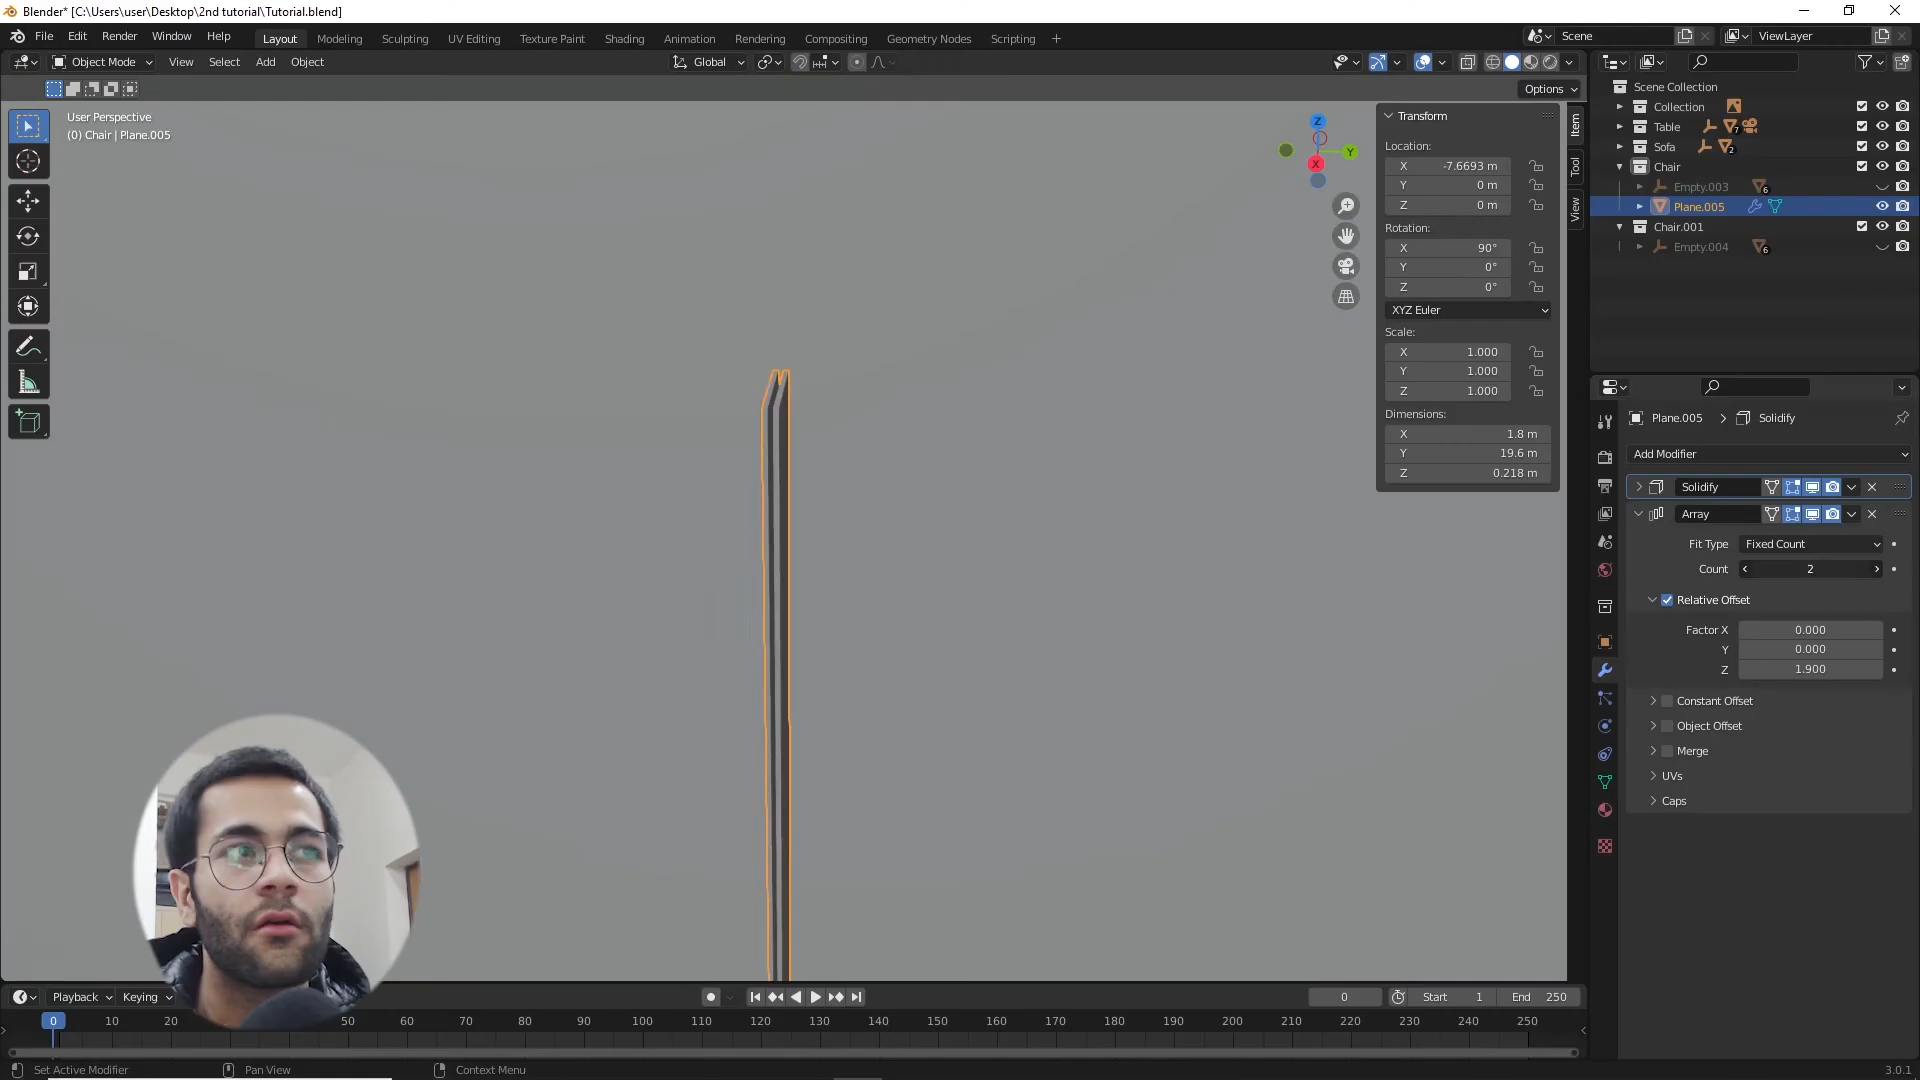 Blender* [C:\Users\user\Desktop\2nd tutorial\Tutorial.blend]
File Edit Render Window Help
Layout Modeling Sculpting UV Editing Texture Paint Shading Animation Rendering Compositing Geometry Nodes Scripting
Scene
ViewLayer
Object Mode View Select Add Object
Global
Options
User Perspective
(0) Chair | Plane.005
Z
Y
X
Transform
Location:
X -7.6693 m
Y 0 m
Z 0 m
Rotation:
X 90°
Y 0°
Z 0°
XYZ Euler
Scale:
X 1.000
Y 1.000
Z 1.000
Dimensions:
X 1.8 m
Y 19.6 m
Z 0.218 m
Item
Tool
View
Scene Collection
Collection
Table 7
Sofa 2
Chair
Empty.003 6
Plane.005
Chair.001
Empty.004 6
Plane.005 > Solidify
Add Modifier
Solidify
Array
Fit Type Fixed Count
Count 2
Relative Offset
Factor X 0.000
Y 0.000
Z 1.900
Constant Offset
Object Offset
Merge
UVs
Caps
Playback Keying
0
Start 1
End 250
0 10 20 50 60 70 80 90 100 110 120 130 140 150 160 170 180 190 200 210 220 230 240 250
Set Active Modifier
Pan View
Context Menu
3.0.1